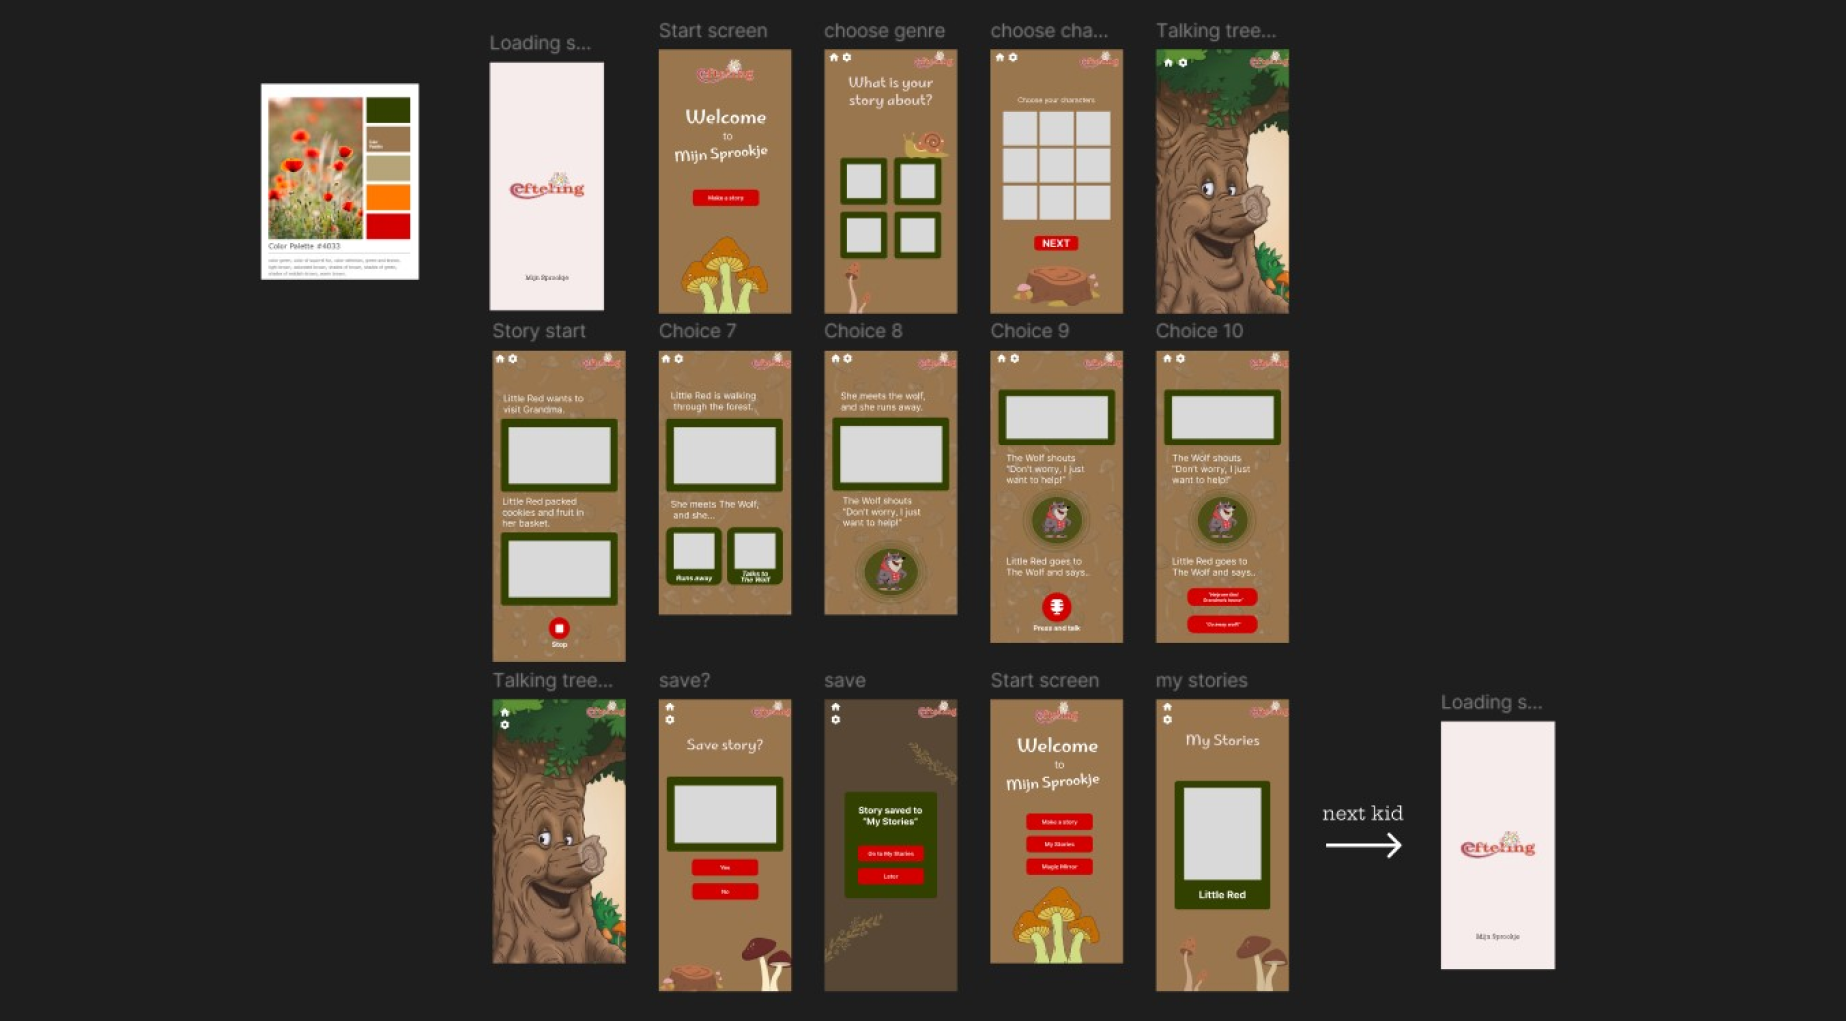 Loading s...
Start screen
choose genre
choose cha...
Talking tree...
Color Palette
Color Palette #4033
efteling
Mijn Sprookje
efteling
Welcome
to
Mijn Sprookje
Make a story
efteling
What is your
story about?
efteling
Choose your characters
NEXT
Story start
Choice 7
Choice 8
Choice 9
Choice 10
efteling
Little Red wants to
visit Grandma.
Little Red packed
cookies and fruit in
her basket.
Stop
efteling
Little Red is walking
through the forest.
She meets The Wolf,
and she...
Runs away
Talks to
The Wolf
efteling
She meets the wolf,
and she runs away.
The Wolf shouts
"Don't worry, I just
want to help!"
efteling
The Wolf shouts
"Don't worry, I just
want to help!"
Little Red goes to
The Wolf and says..
Press and talk
efteling
The Wolf shouts
"Don't worry, I just
want to help!"
Little Red goes to
The Wolf and says..
"Go away wolf!"
Talking tree...
save?
save
Start screen
my stories
Loading s...
efteling
efteling
Save story?
Yes
No
efteling
Story saved to
"My Stories"
Go to My Stories
Later
efteling
Welcome
to
Mijn Sprookje
Make a story
My Stories
Magic Mirror
efteling
My Stories
Little Red
next kid
efteling
Mijn Sprookje